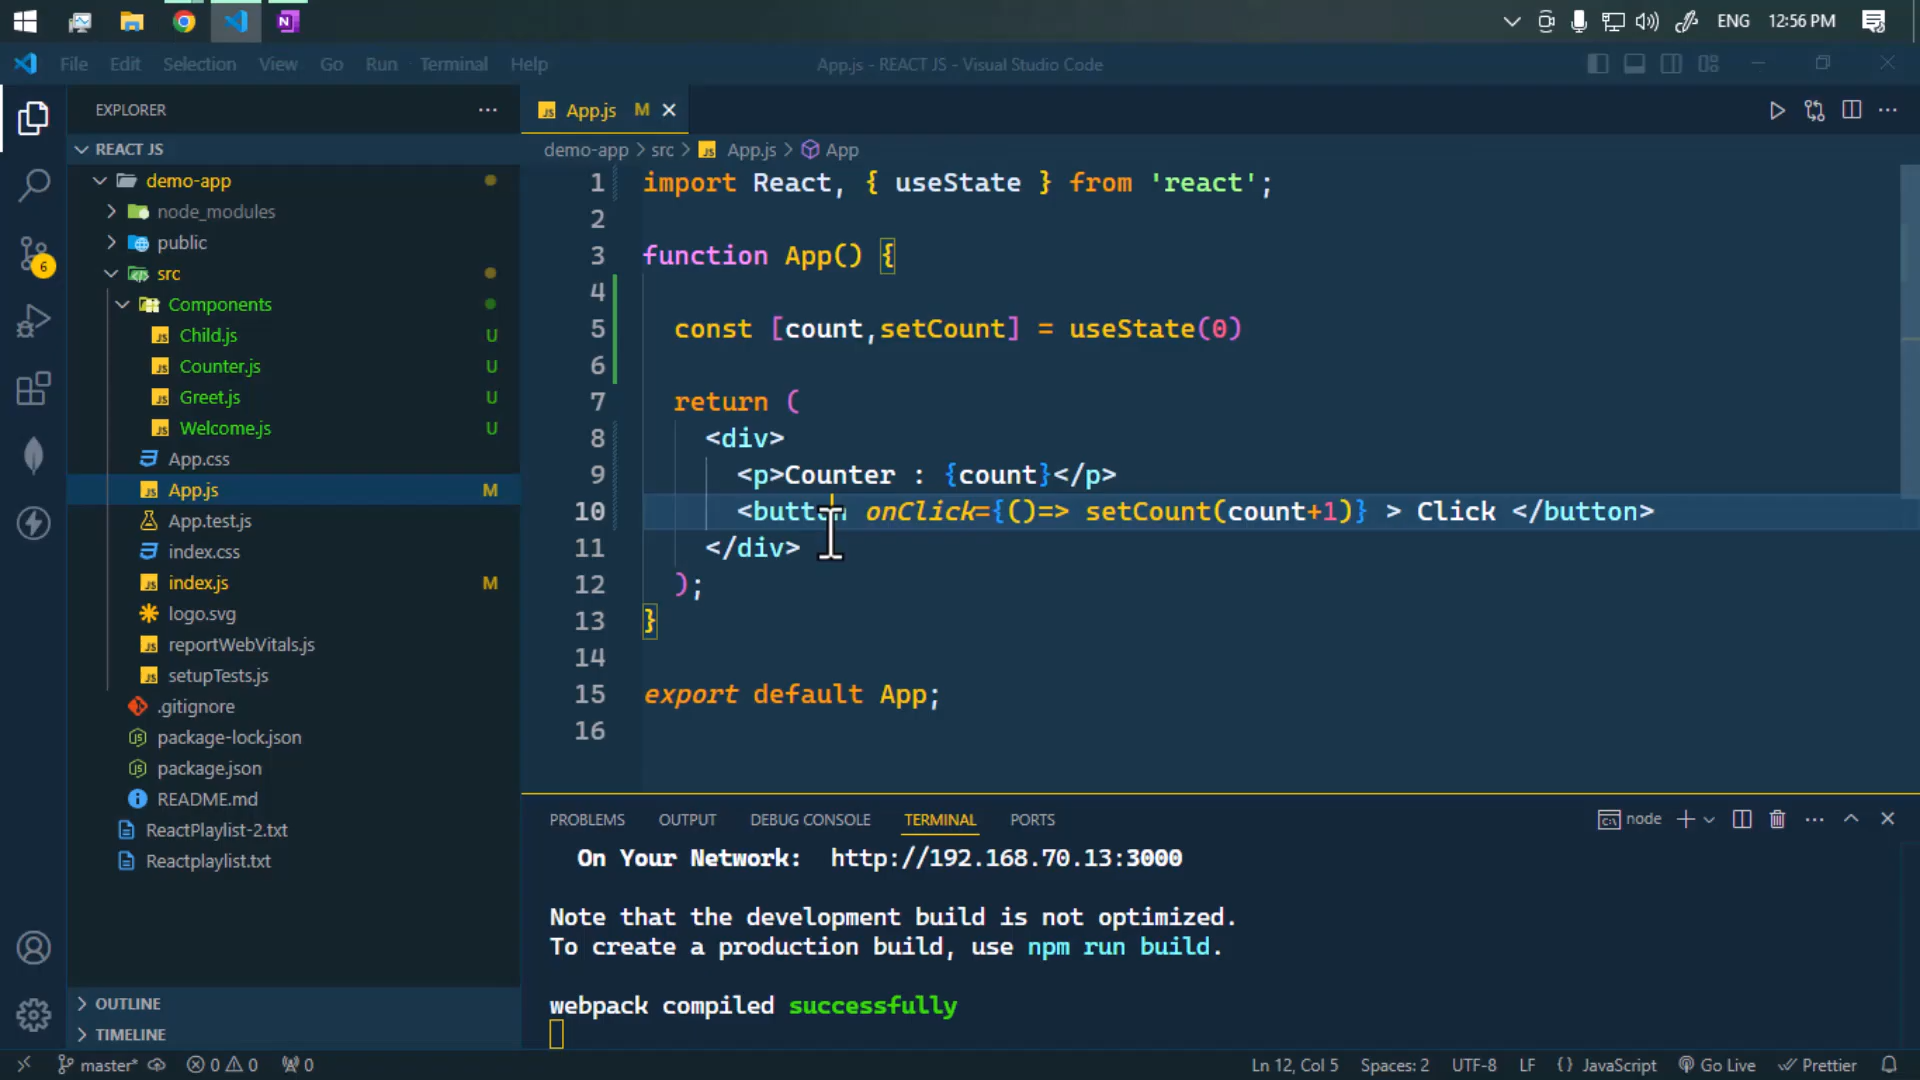 ENG 12:56 PM
File Edit Selection View Go Run Terminal Help
App.js - REACT JS - Visual Studio Code
EXPLORER
REACT JS
demo-app
node_modules
public
src
Components
Child.js U
Counter.js U
Greet.js U
Welcome.js U
App.css
App.js M
App.test.js
index.css
index.js M
logo.svg
reportWebVitals.js
setupTests.js
.gitignore
package-lock.json
package.json
README.md
ReactPlaylist-2.txt
Reactplaylist.txt
OUTLINE
TIMELINE
6
App.js M
demo-app > src > App.js > App
1 import React, { useState } from 'react';
2
3 function App() {
4
5 const [count,setCount] = useState(0)
6
7 return (
8 <div>
9 <p>Counter : {count}</p>
10 <button onClick={()=> setCount(count+1)} > Click </button>
11 </div>
12 );
13 }
14
15 export default App;
16
PROBLEMS OUTPUT DEBUG CONSOLE TERMINAL PORTS
node
On Your Network: http://192.168.70.13:3000
Note that the development build is not optimized.
To create a production build, use npm run build.
webpack compiled successfully
master* 0 0 0
Ln 12, Col 5 Spaces: 2 UTF-8 LF {} JavaScript Go Live Prettier